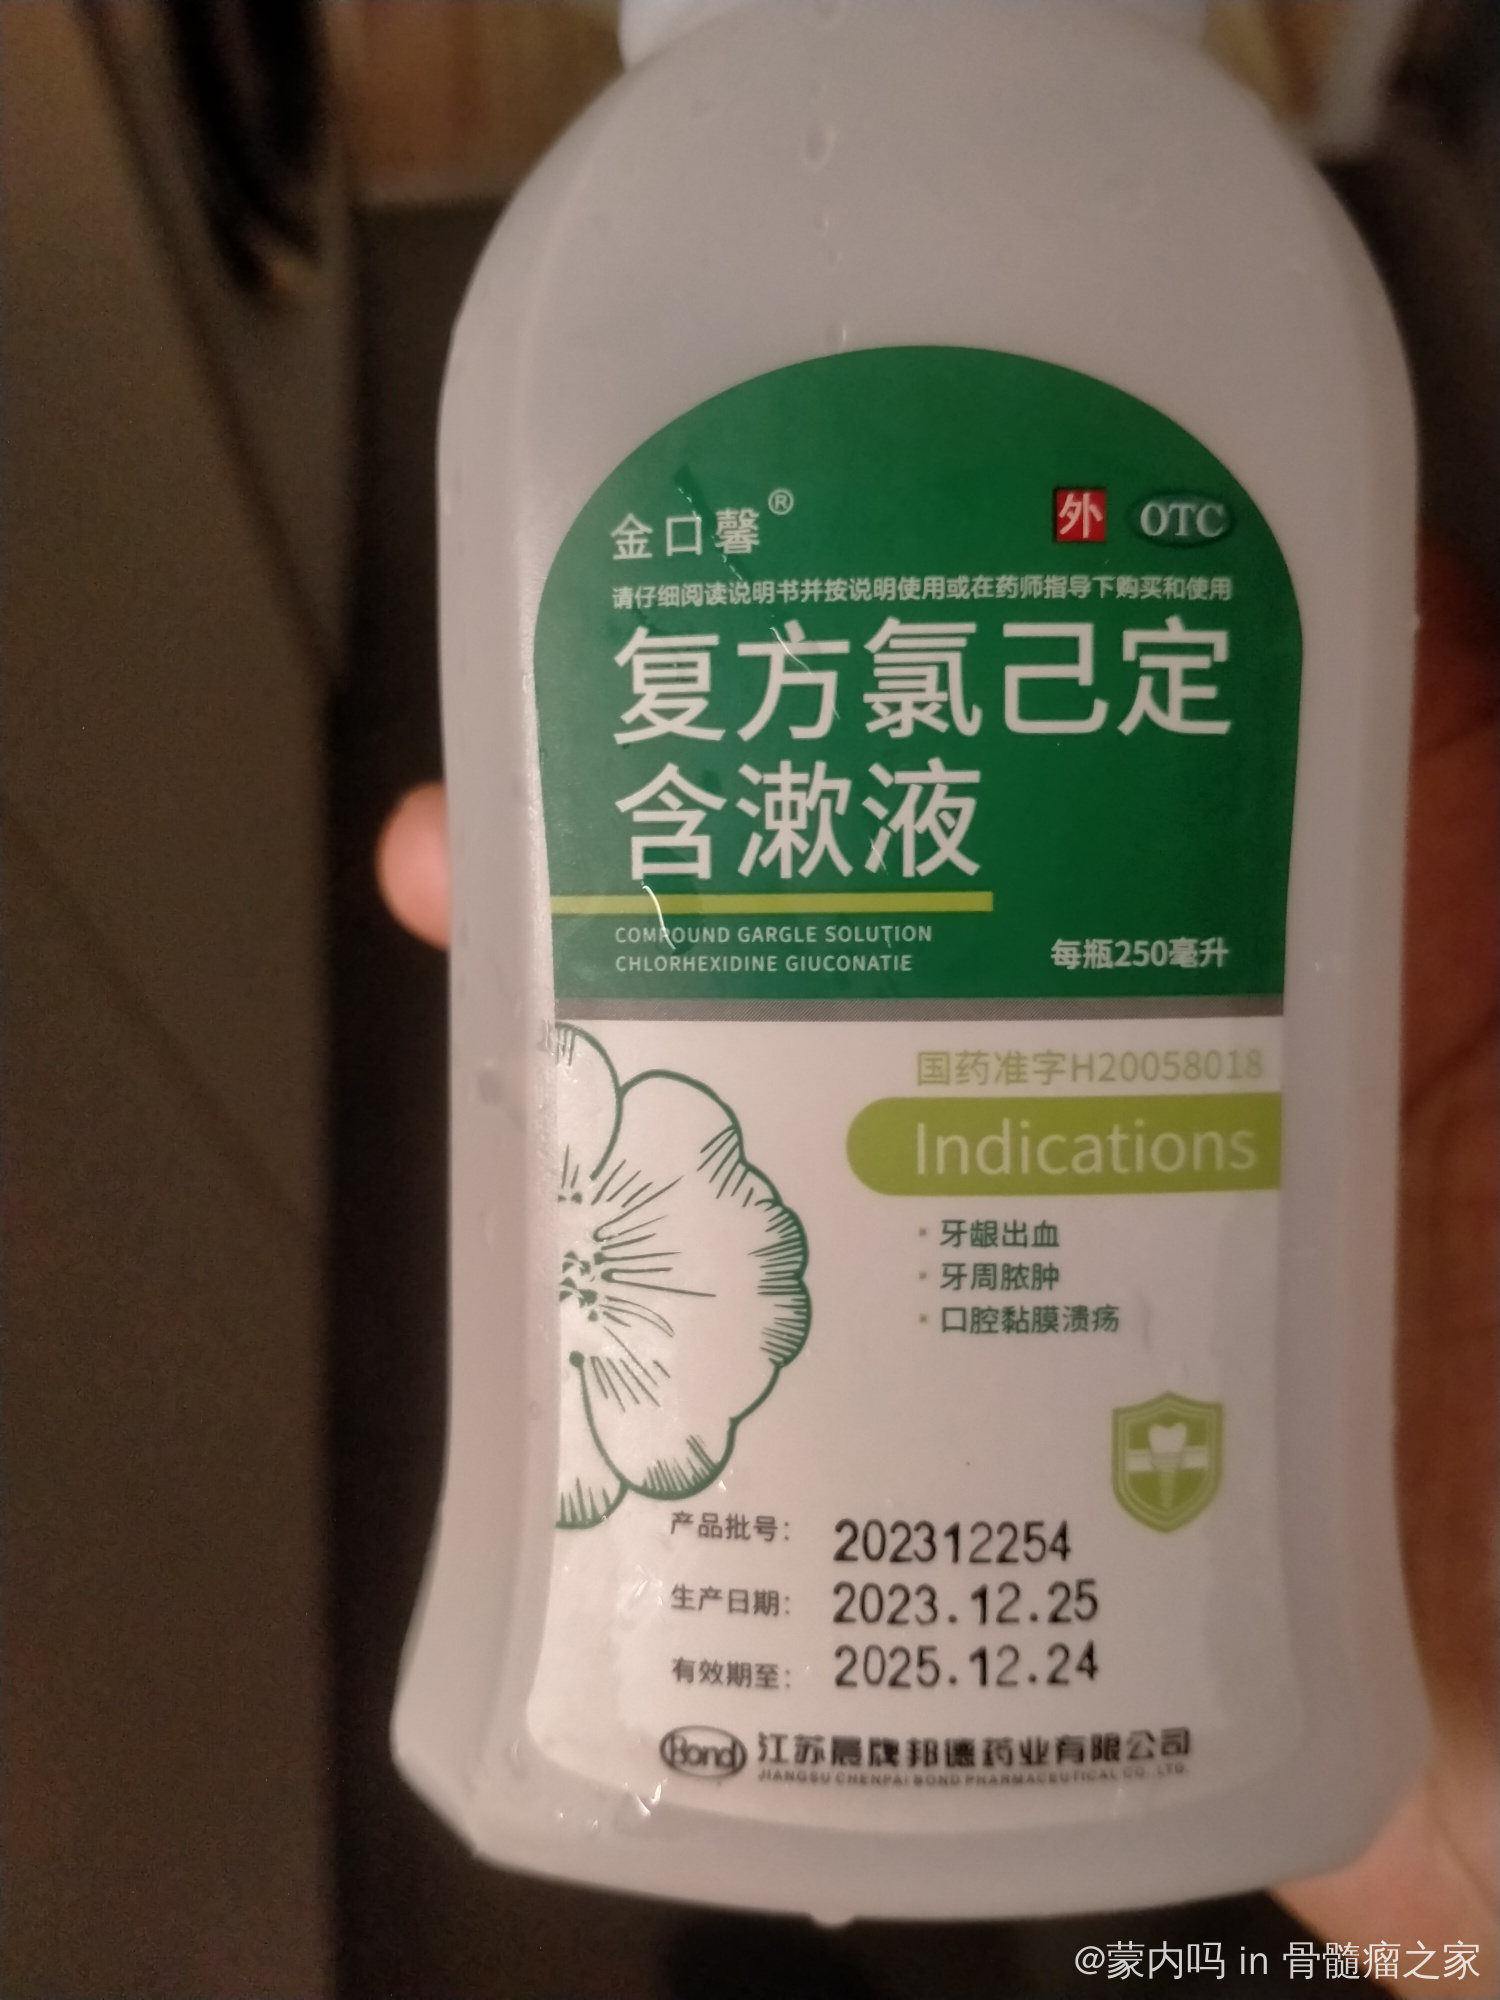 金口馨®
外 OTC
请仔细阅读说明书并按说明使用或在药师指导下购买和使用
复方氯己定
含漱液
COMPOUND GARGLE SOLUTION
CHLORHEXIDINE GIUCONATIE
每瓶250毫升
国药准字H20058018
Indications
· 牙龈出血
· 牙周脓肿
· 口腔黏膜溃疡
产品批号： 202312254
生产日期： 2023.12.25
有效期至： 2025.12.24
Bond 江苏晨牌邦德药业有限公司
JIANGSU CHENPAI BOND PHARMACEUTICAL CO.,LTD.
@蒙内吗 in 骨髓瘤之家